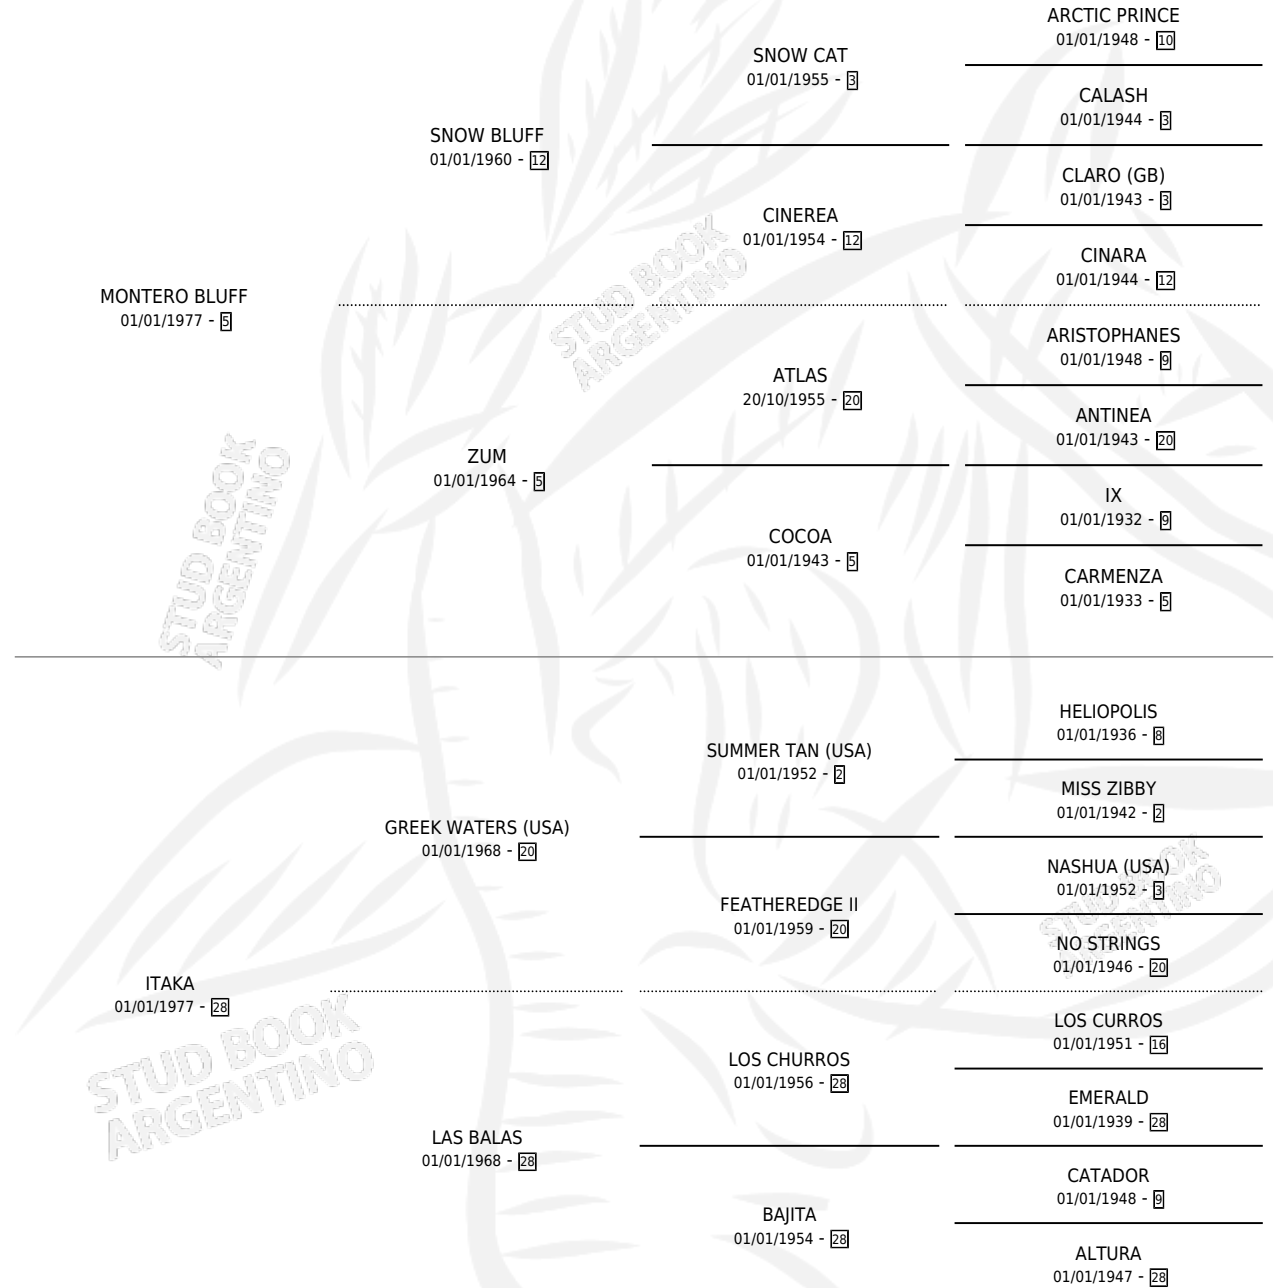 ARCTIC PRINCE
01/01/1948 - 10
SNOW CAT
01/01/1955 - 3
CALASH
01/01/1944 - 3
SNOW BLUFF
01/01/1960 - 12
CLARO (GB)
01/01/1943 - 3
CINEREA
01/01/1954 - 12
CINARA
01/01/1944 - 12
MONTERO BLUFF
01/01/1977 - 5
ARISTOPHANES
01/01/1948 - 9
ATLAS
20/10/1955 - 20
ANTINEA
01/01/1943 - 20
ZUM
01/01/1964 - 5
IX
01/01/1932 - 9
COCOA
01/01/1943 - 5
CARMENZA
01/01/1933 - 5
HELIOPOLIS
01/01/1936 - 8
SUMMER TAN (USA)
01/01/1952 - 2
MISS ZIBBY
01/01/1942 - 2
GREEK WATERS (USA)
01/01/1968 - 20
NASHUA (USA)
01/01/1952 - 3
FEATHEREDGE II
01/01/1959 - 20
NO STRINGS
01/01/1946 - 20
ITAKA
01/01/1977 - 28
LOS CURROS
01/01/1951 - 16
LOS CHURROS
01/01/1956 - 28
EMERALD
01/01/1939 - 28
LAS BALAS
01/01/1968 - 28
CATADOR
01/01/1948 - 9
BAJITA
01/01/1954 - 28
ALTURA
01/01/1947 - 28
STUD BOOK
ARGENTINO
STUD BOOK
ARGENTINO
STUD BOOK
ARGENTINO
STUD BOOK
ARGENTINO